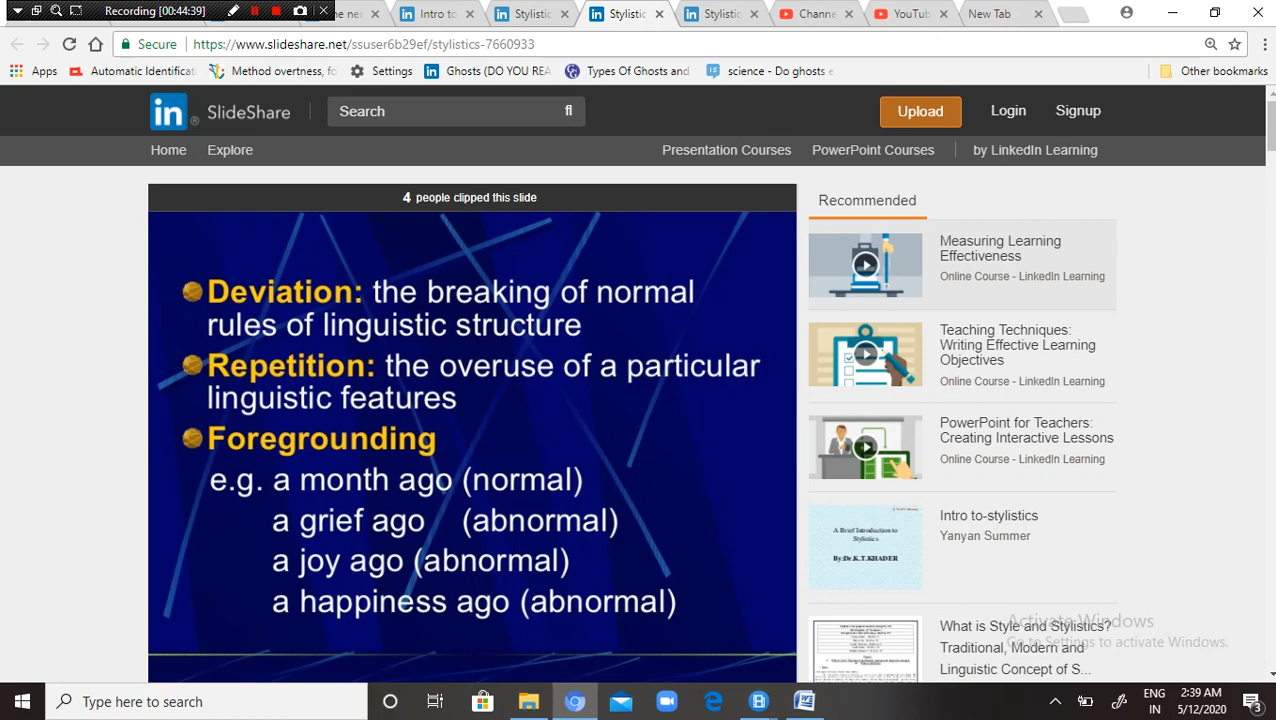 Recording [00:44:39]
e ne
Intro to
Stylistic
Stylistic
Stylistic
Channe
YouTub
New Tab
Secure
https://www.slideshare.net/ssuser6b29ef/stylistics-7660933
Apps
Automatic Identificat
Method overtness, fo
Settings
Ghosts (DO YOU REA
Types Of Ghosts and
science - Do ghosts e
Other bookmarks
in SlideShare
Search
Upload
Login
Signup
Home
Explore
Presentation Courses
PowerPoint Courses
by LinkedIn Learning
4 people clipped this slide
Deviation: the breaking of normal
rules of linguistic structure
Repetition: the overuse of a particular
linguistic features
Foregrounding
e.g. a month ago (normal)
a grief ago (abnormal)
a joy ago (abnormal)
a happiness ago (abnormal)
Recommended
Measuring Learning
Effectiveness
Online Course - LinkedIn Learning
Teaching Techniques:
Writing Effective Learning
Objectives
Online Course - LinkedIn Learning
PowerPoint for Teachers:
Creating Interactive Lessons
Online Course - LinkedIn Learning
A Brief Introduction to
Stylistics
By:Dr.K.T.KHADER
Intro to-stylistics
Yanyan Summer
What is Style and Stylistics?
Traditional, Modern and
Linguistic Concept of S...
Activate Windows
ettings to activate Windows.
Type here to search
ENG
IN
2:39 AM
5/12/2020
3